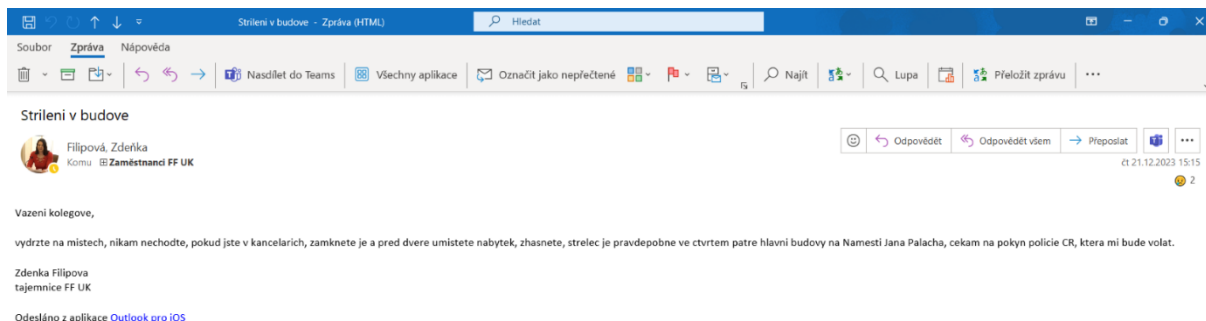 Strileni v budove - Zpráva (HTML)
Hledat
Soubor Zpráva Nápověda
Nasdílet do Teams Všechny aplikace Označit jako nepřečtené Najít Lupa Přeložit zprávu
Strileni v budove
Filipová, Zdeňka
Komu Zaměstnanci FF UK
Odpovědět Odpovědět všem Přeposlat
čt 21.12.2023 15:15
2
Vazeni kolegove,
vydrzte na mistech, nikam nechodte, pokud jste v kancelarich, zamknete je a pred dvere umistete nabytek, zhasnete, strelec je pravdepobne ve ctvrtem patre hlavni budovy na Namesti Jana Palacha, cekam na pokyn policie CR, ktera mi bude volat.
Zdenka Filipova
tajemnice FF UK
Odesláno z aplikace Outlook pro iOS